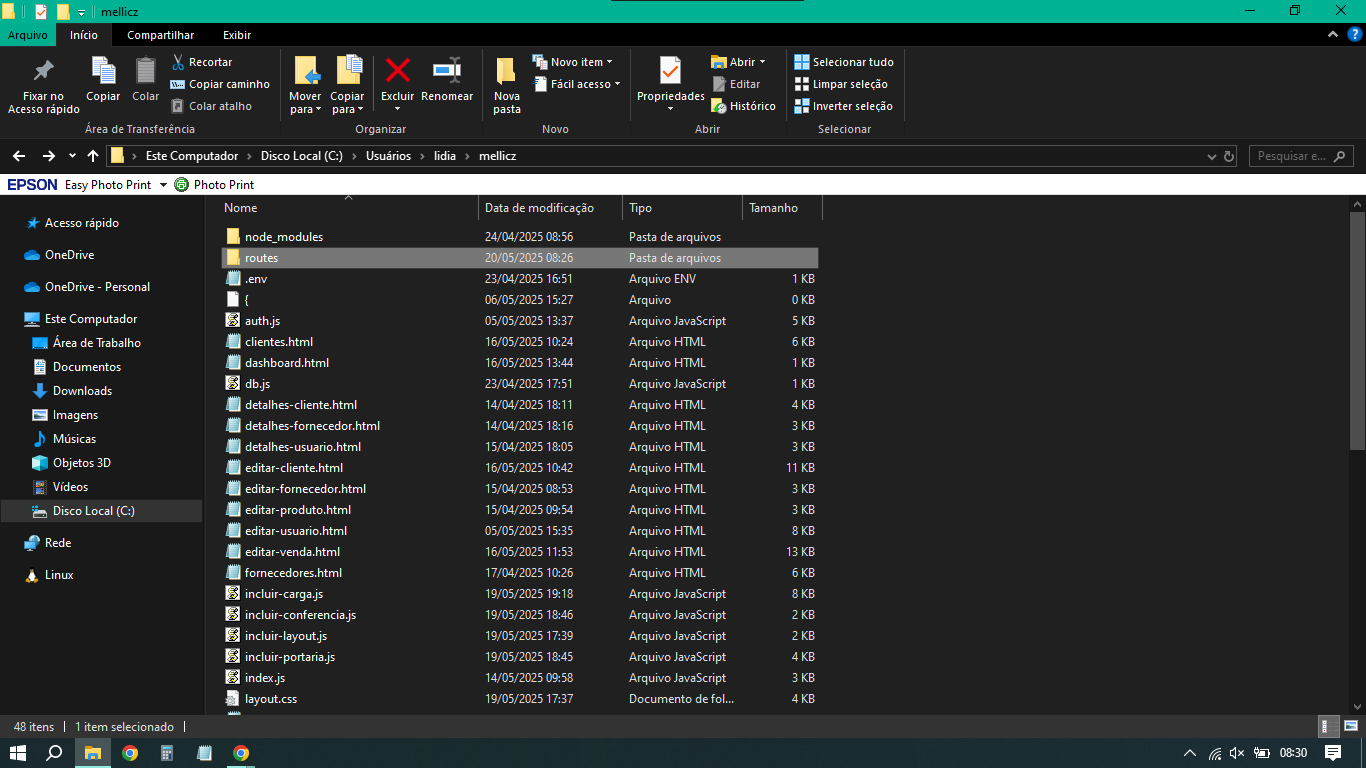 mellicz
Arquivo Início Compartilhar Exibir
Fixar no Acesso rápido
Copiar
Colar
Recortar
Copiar caminho
Colar atalho
Área de Transferência
Mover para
Copiar para
Excluir
Renomear
Organizar
Nova pasta
Novo item
Fácil acesso
Novo
Propriedades
Abrir
Editar
Histórico
Abrir
Selecionar tudo
Limpar seleção
Inverter seleção
Selecionar
Este Computador > Disco Local (C:) > Usuários > lidia > mellicz
Pesquisar e...
EPSON Easy Photo Print Photo Print
Acesso rápido
OneDrive
OneDrive - Personal
Este Computador
Área de Trabalho
Documentos
Downloads
Imagens
Músicas
Objetos 3D
Vídeos
Disco Local (C:)
Rede
Linux
Nome Data de modificação Tipo Tamanho
node_modules 24/04/2025 08:56 Pasta de arquivos
routes 20/05/2025 08:26 Pasta de arquivos
.env 23/04/2025 16:51 Arquivo ENV 1 KB
{ 06/05/2025 15:27 Arquivo 0 KB
auth.js 05/05/2025 13:37 Arquivo JavaScript 5 KB
clientes.html 16/05/2025 10:24 Arquivo HTML 6 KB
dashboard.html 16/05/2025 13:44 Arquivo HTML 1 KB
db.js 23/04/2025 17:51 Arquivo JavaScript 1 KB
detalhes-cliente.html 14/04/2025 18:11 Arquivo HTML 4 KB
detalhes-fornecedor.html 14/04/2025 18:16 Arquivo HTML 3 KB
detalhes-usuario.html 15/04/2025 18:05 Arquivo HTML 3 KB
editar-cliente.html 16/05/2025 10:42 Arquivo HTML 11 KB
editar-fornecedor.html 15/04/2025 08:53 Arquivo HTML 3 KB
editar-produto.html 15/04/2025 09:54 Arquivo HTML 3 KB
editar-usuario.html 05/05/2025 15:35 Arquivo HTML 8 KB
editar-venda.html 16/05/2025 11:53 Arquivo HTML 13 KB
fornecedores.html 17/04/2025 10:26 Arquivo HTML 6 KB
incluir-carga.js 19/05/2025 19:18 Arquivo JavaScript 8 KB
incluir-conferencia.js 19/05/2025 18:46 Arquivo JavaScript 2 KB
incluir-layout.js 19/05/2025 17:39 Arquivo JavaScript 2 KB
incluir-portaria.js 19/05/2025 18:45 Arquivo JavaScript 4 KB
index.js 14/05/2025 09:58 Arquivo JavaScript 3 KB
layout.css 19/05/2025 17:37 Documento de fol... 4 KB
48 itens 1 item selecionado
08:30